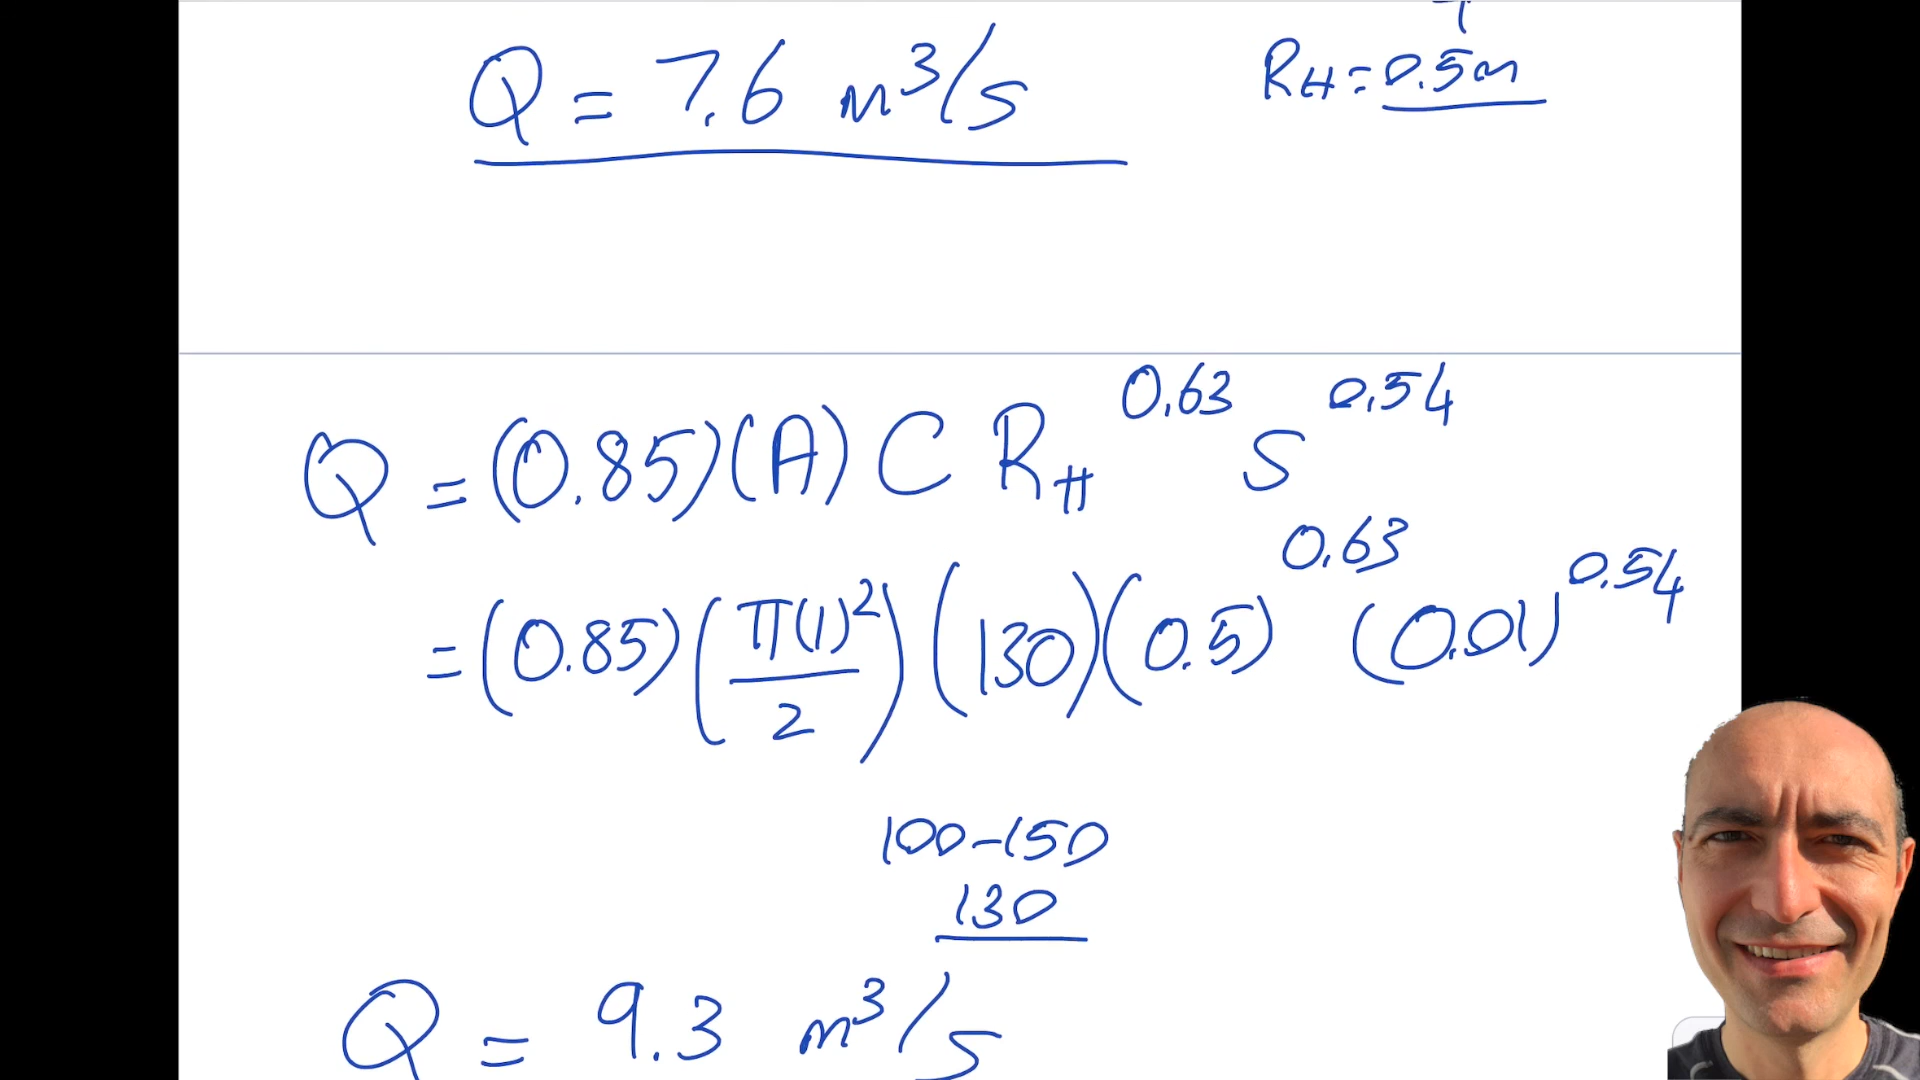 Q = 7.6 m³/s
R_H = 0.5m
Q = (0.85)(A) C R_H^0.63 S^0.54
= (0.85)(π(1)²/2)(130)(0.5)^0.63 (0.01)^0.54
100-150
130
Q = 9.3 m³/s